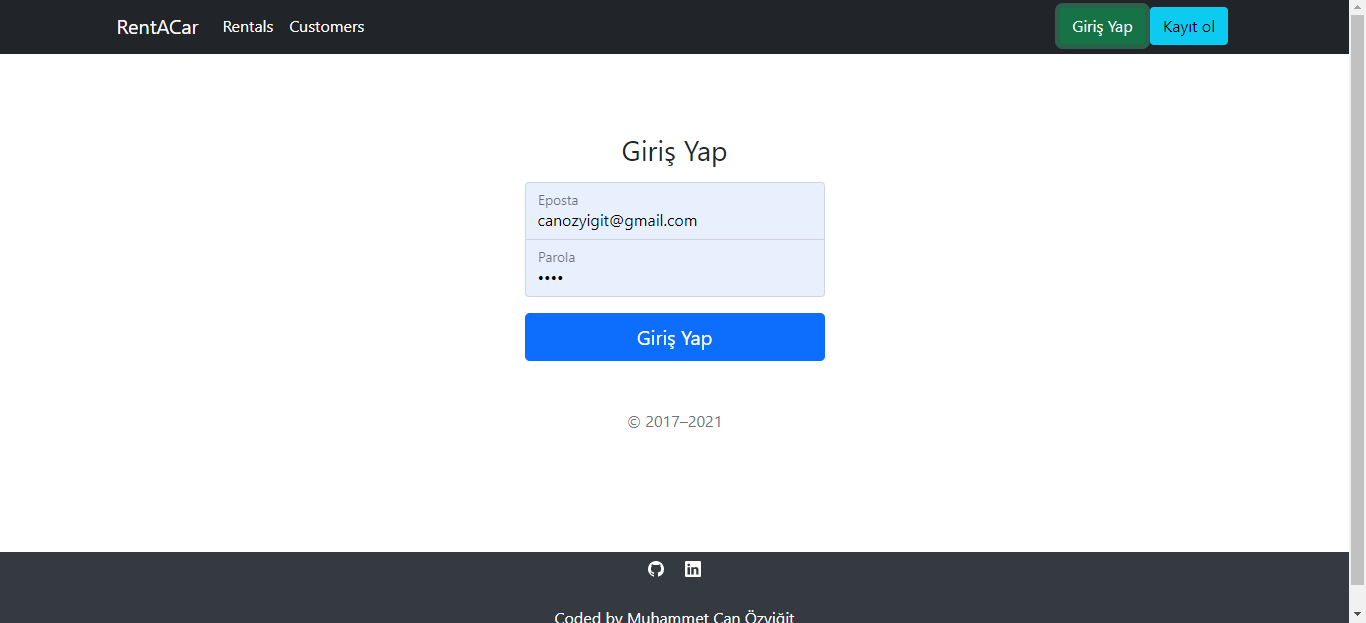 RentACar Rentals Customers Giriş Yap Kayıt ol
Giriş Yap
Eposta
canozyigit@gmail.com
Parola
••••
Giriş Yap
© 2017–2021
in
Coded by Muhammet Can Özyiğit